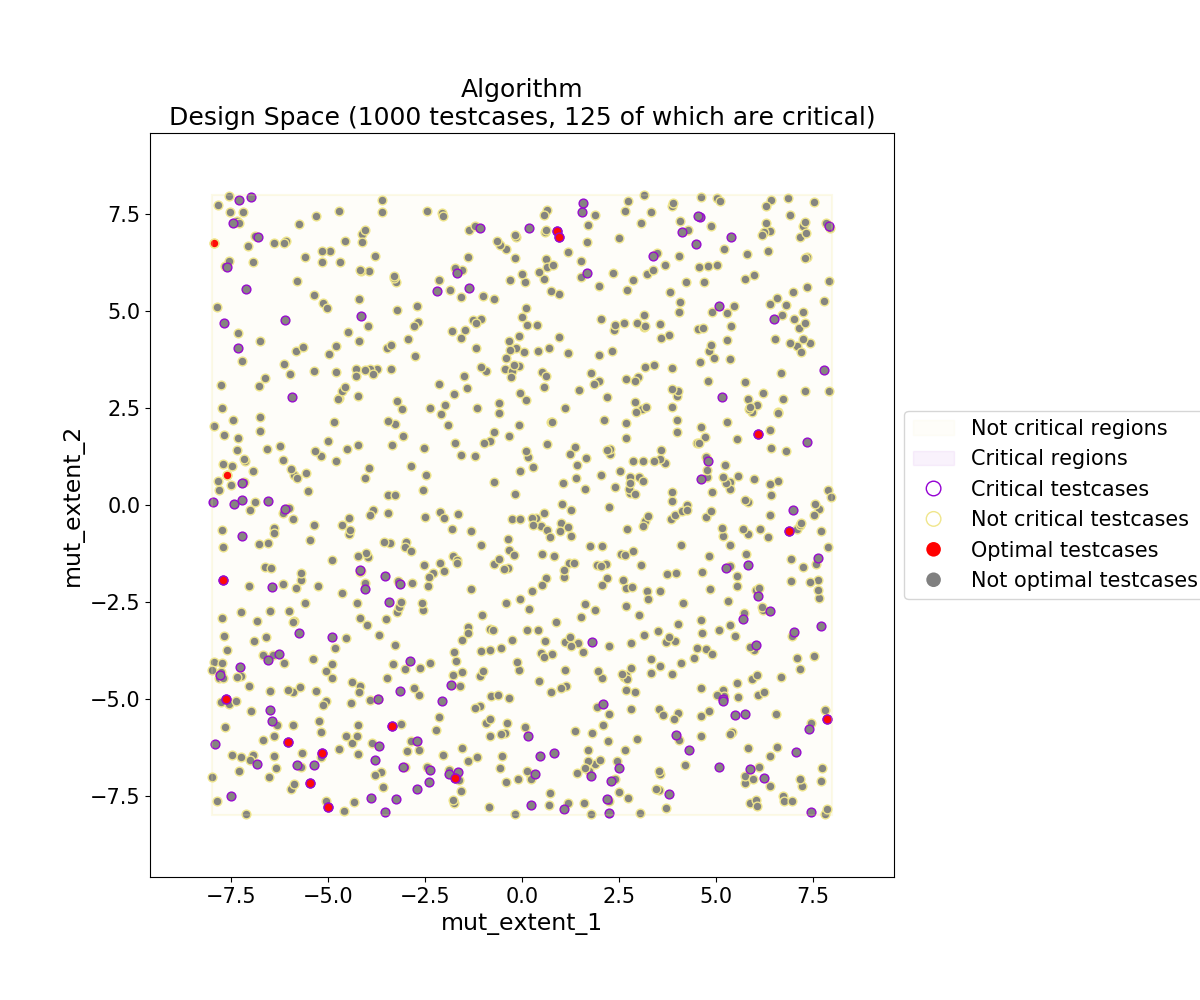 Algorithm
Design Space (1000 testcases, 125 of which are critical)
7.5
5.0
2.5
0.0
−2.5
−5.0
−7.5
mut_extent_2
−7.5
−5.0
−2.5
0.0
2.5
5.0
7.5
mut_extent_1
Not critical regions
Critical regions
Critical testcases
Not critical testcases
Optimal testcases
Not optimal testcases